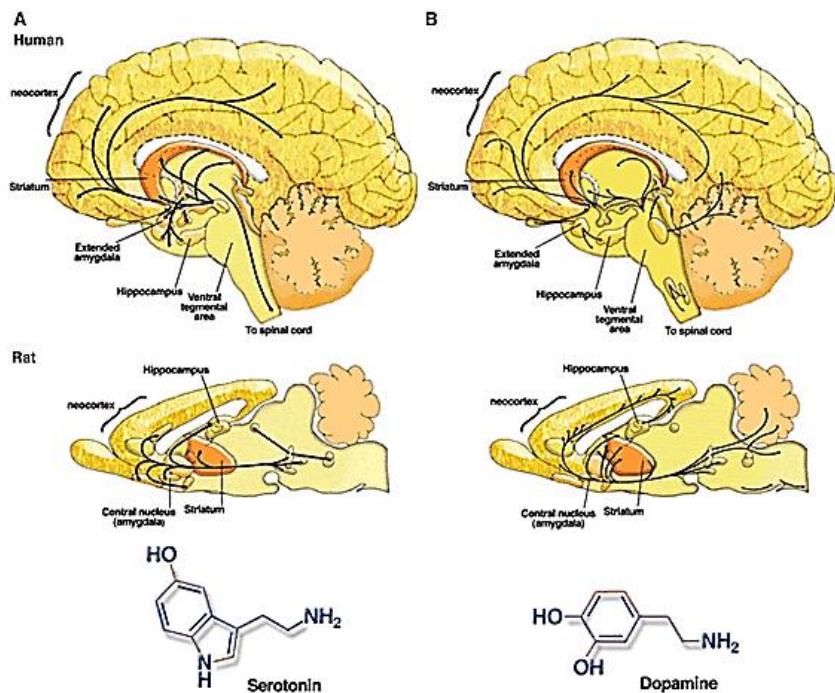 A
Human
neocortex
Striatum
Extended
amygdala
Hippocampus
Ventral
tegmental
area
To spinal cord
B
neocortex
Striatum
Extended
amygdala
Hippocampus
Ventral
tegmental
area
To spinal cord
Rat
Hippocampus
neocortex
Central nucleus
(amygdala)
Striatum
Hippocampus
neocortex
Central nucleus
(amygdala)
Striatum
HO
NH2
N
H
Serotonin
HO
OH
NH2
Dopamine